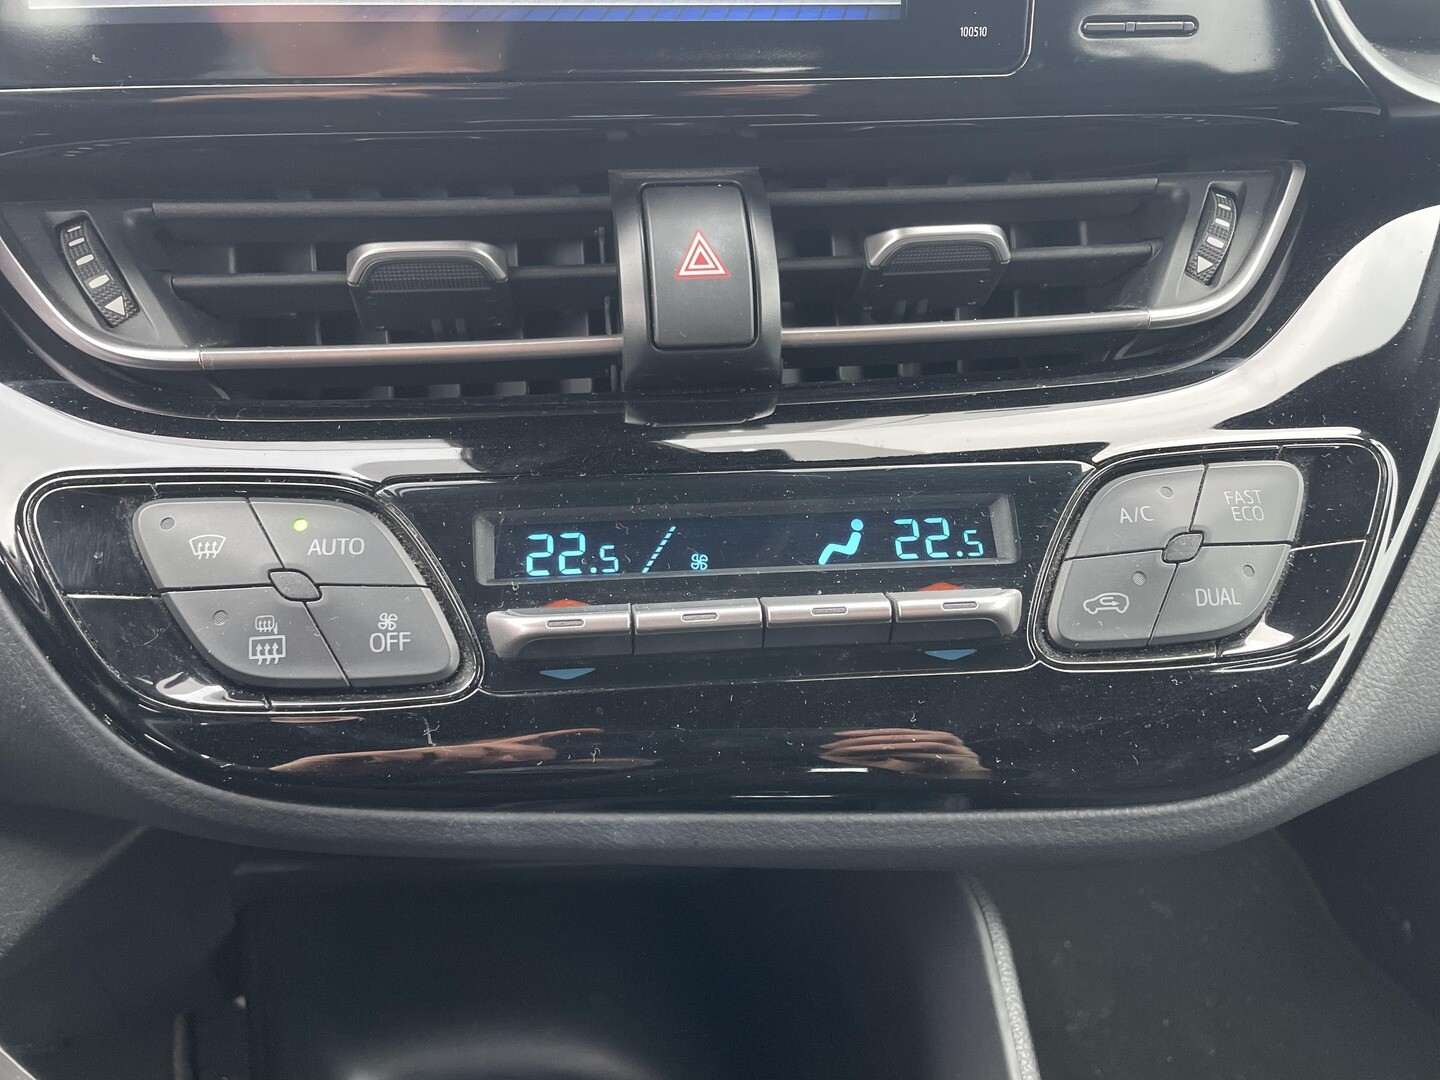 100510
AUTO
OFF
22.5
22.5
A/C
FAST
ECO
DUAL